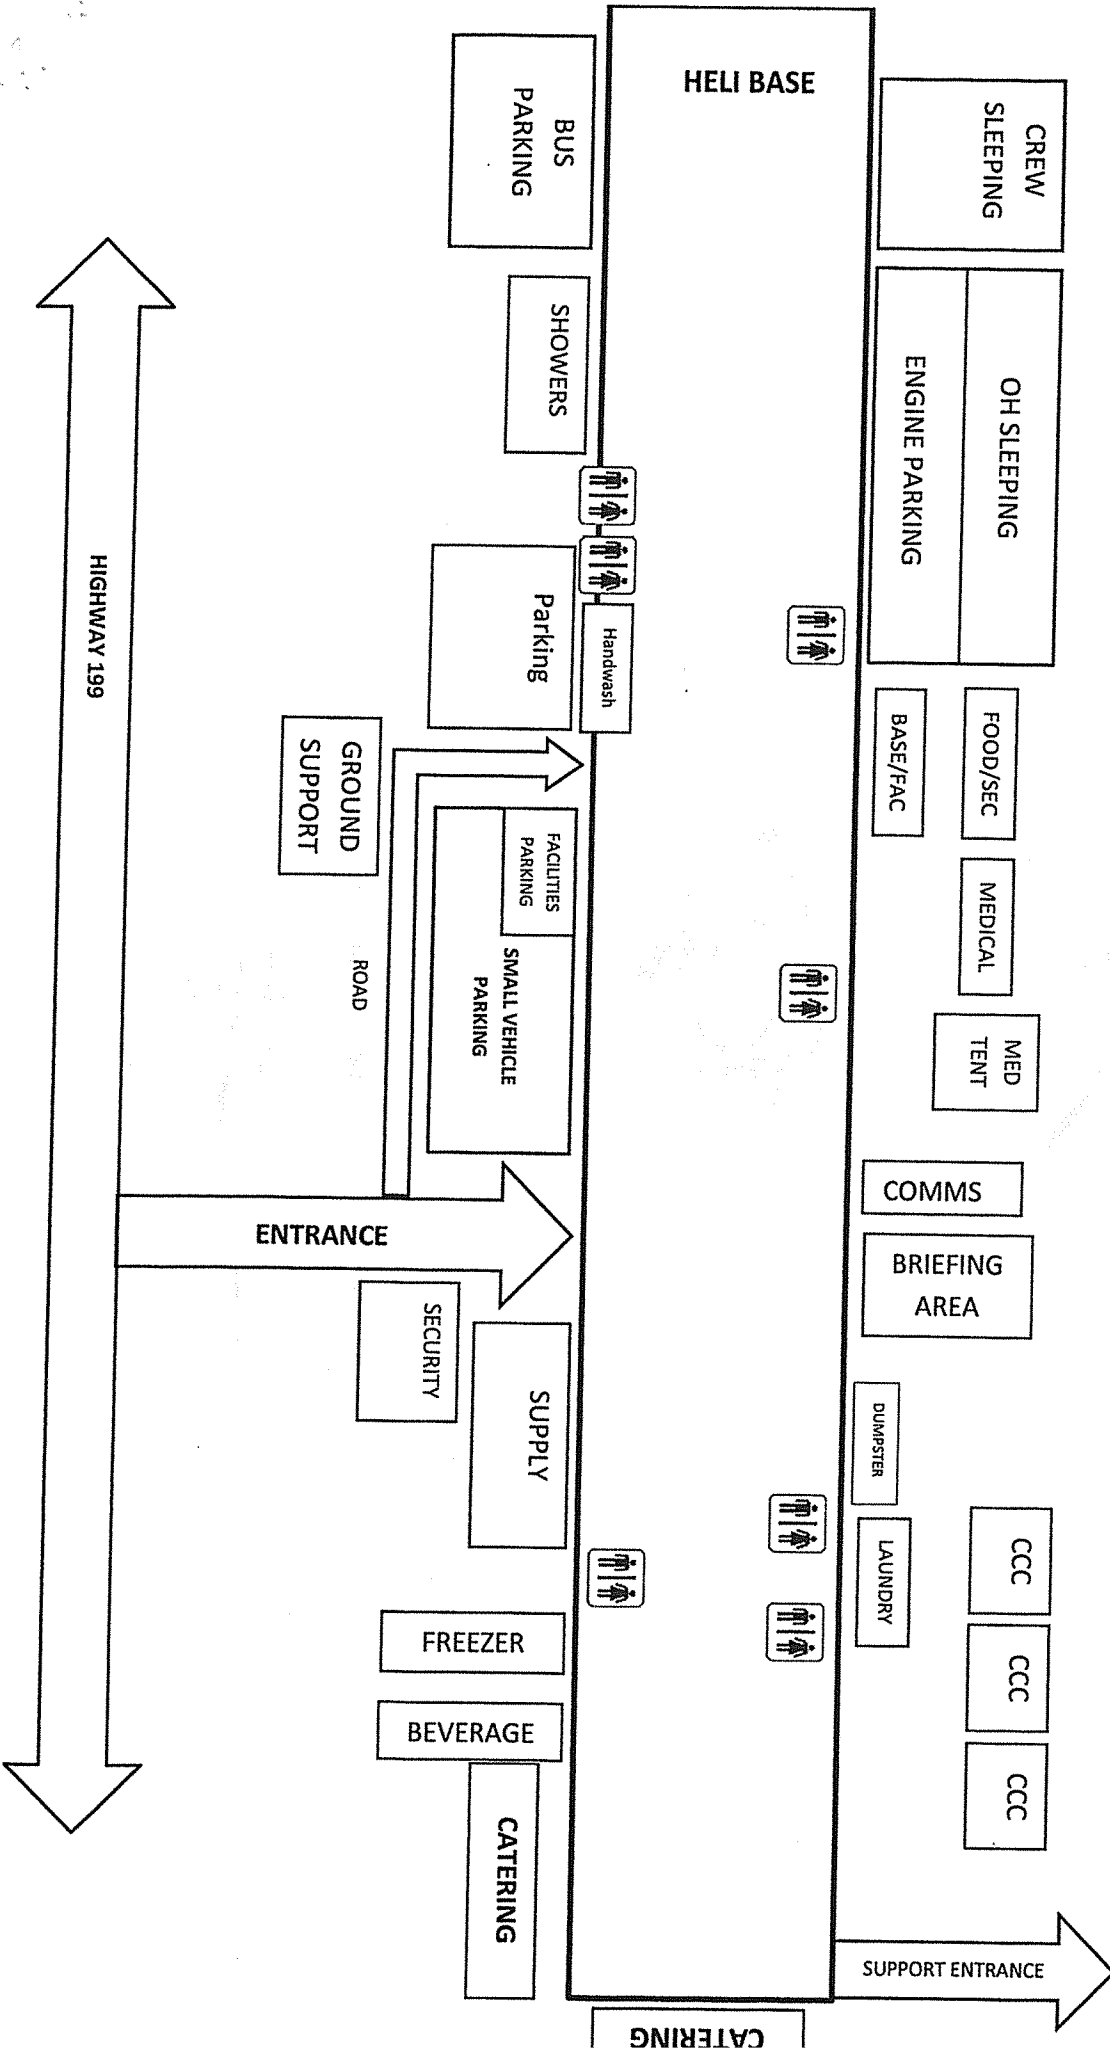 HELI BASE
CREW
SLEEPING
BUS
PARKING
OH SLEEPING
ENGINE PARKING
SHOWERS
Parking
Handwash
HIGHWAY 199
GROUND
SUPPORT
FOOD/SEC
BASE/FAC
FACILITIES
PARKING
SMALL VEHICLE
PARKING
ROAD
MEDICAL
MED
TENT
COMMS
ENTRANCE
BRIEFING
AREA
SECURITY
SUPPLY
DUMPSTER
LAUNDRY
CCC
CCC
CCC
FREEZER
BEVERAGE
CATERING
SUPPORT ENTRANCE
CATERING